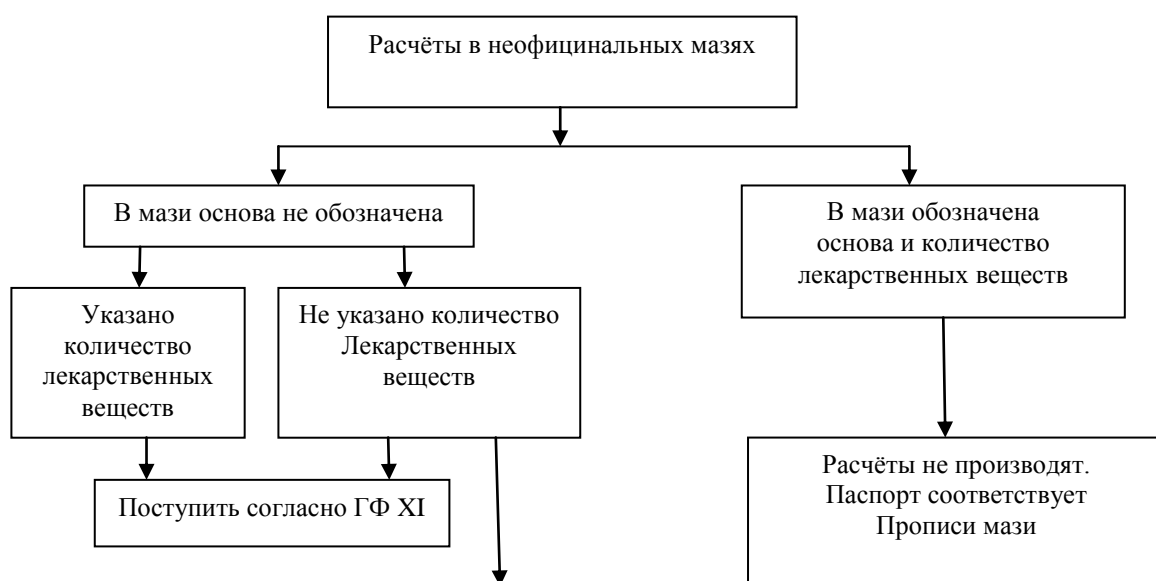 Расчёты в неофицинальных мазях
В мази основа не обозначена
В мази обозначена
основа и количество
лекарственных веществ
Указано
количество
лекарственных
веществ
Не указано количество
Лекарственных
веществ
Поступить согласно ГФ XI
Расчёты не производят.
Паспорт соответствует
Прописи мази